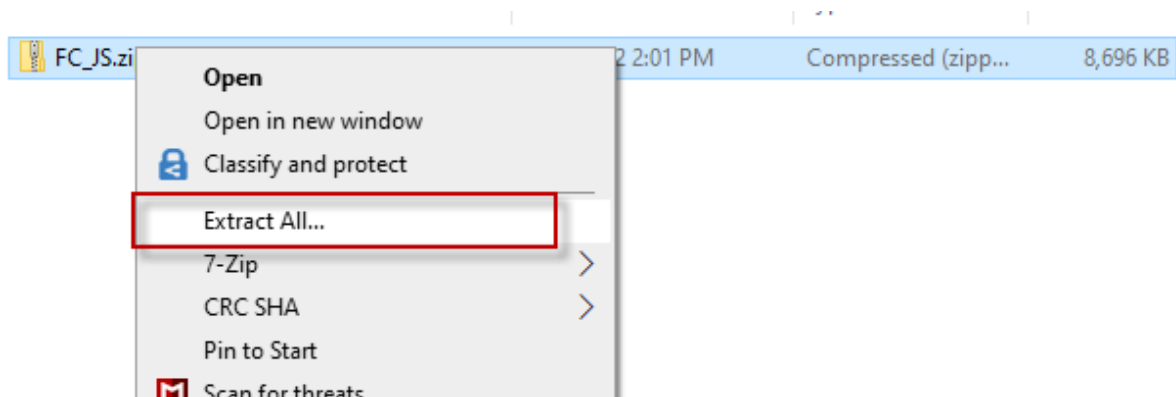 FC_JS.zi 2 2:01 PM Compressed (zipp... 8,696 KB
Open
Open in new window
Classify and protect
Extract All...
7-Zip
CRC SHA
Pin to Start
Scan for threats